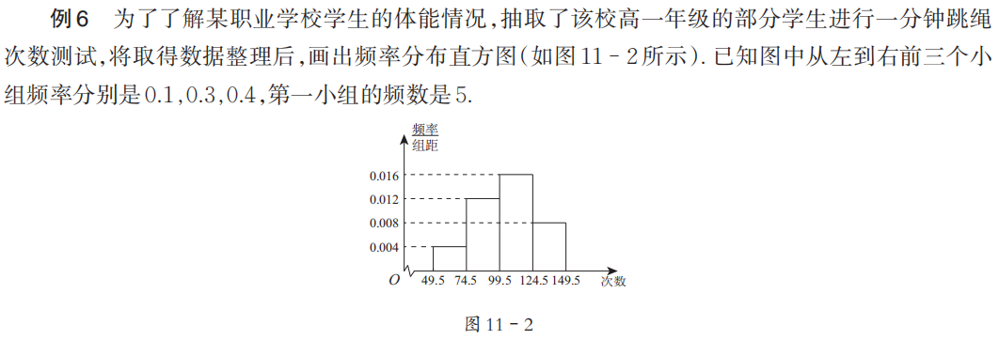 例6 为了了解某职业学校学生的体能情况,抽取了该校高一年级的部分学生进行一分钟跳绳
次数测试,将取得数据整理后,画出频率分布直方图(如图11-2所示).已知图中从左到右前三个小
组频率分别是0.1,0.3,0.4,第一小组的频数是5.
频率
组距
0.016
0.012
0.008
0.004
O 49.5 74.5 99.5 124.5 149.5 次数
图 11-2